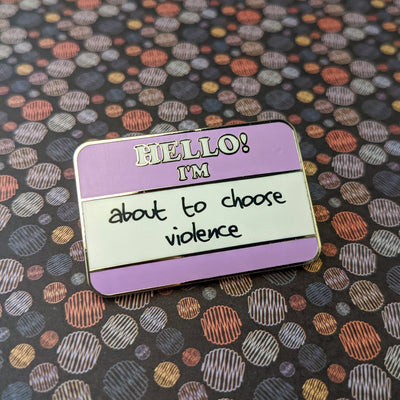 HELLO!
I'M
about to choose
violence